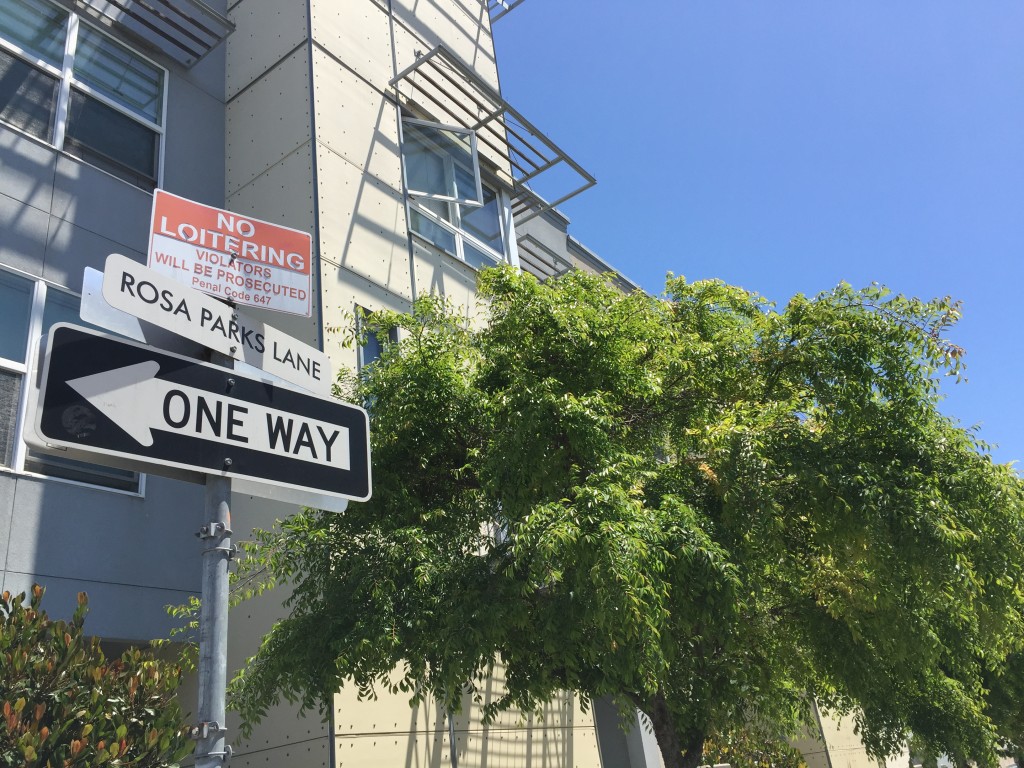 NO
LOITERING
VIOLATORS
WILL BE PROSECUTED
Penal Code 647
ROSA PARKS LANE
ONE WAY